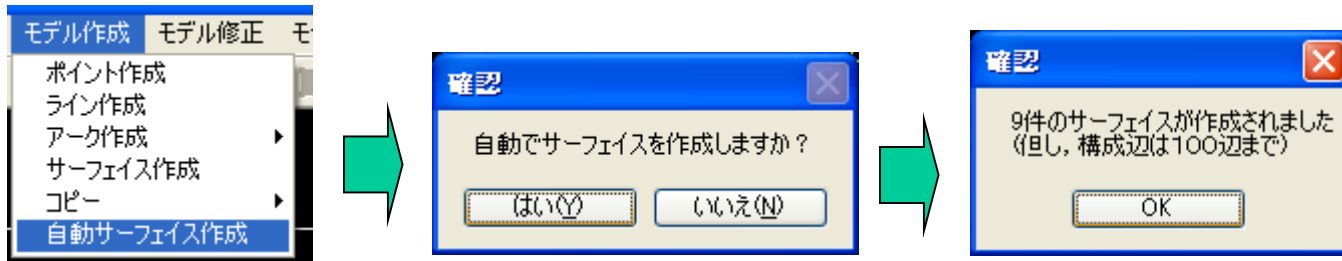 モデル作成 モデル修正 モ
ポイント作成
ライン作成
アーク作成
サーフェイス作成
コピー
自動サーフェイス作成
確認
自動でサーフェイスを作成しますか？
はい(Y) いいえ(N)
確認
9件のサーフェイスが作成されました
(但し,構成辺は100辺まで)
OK